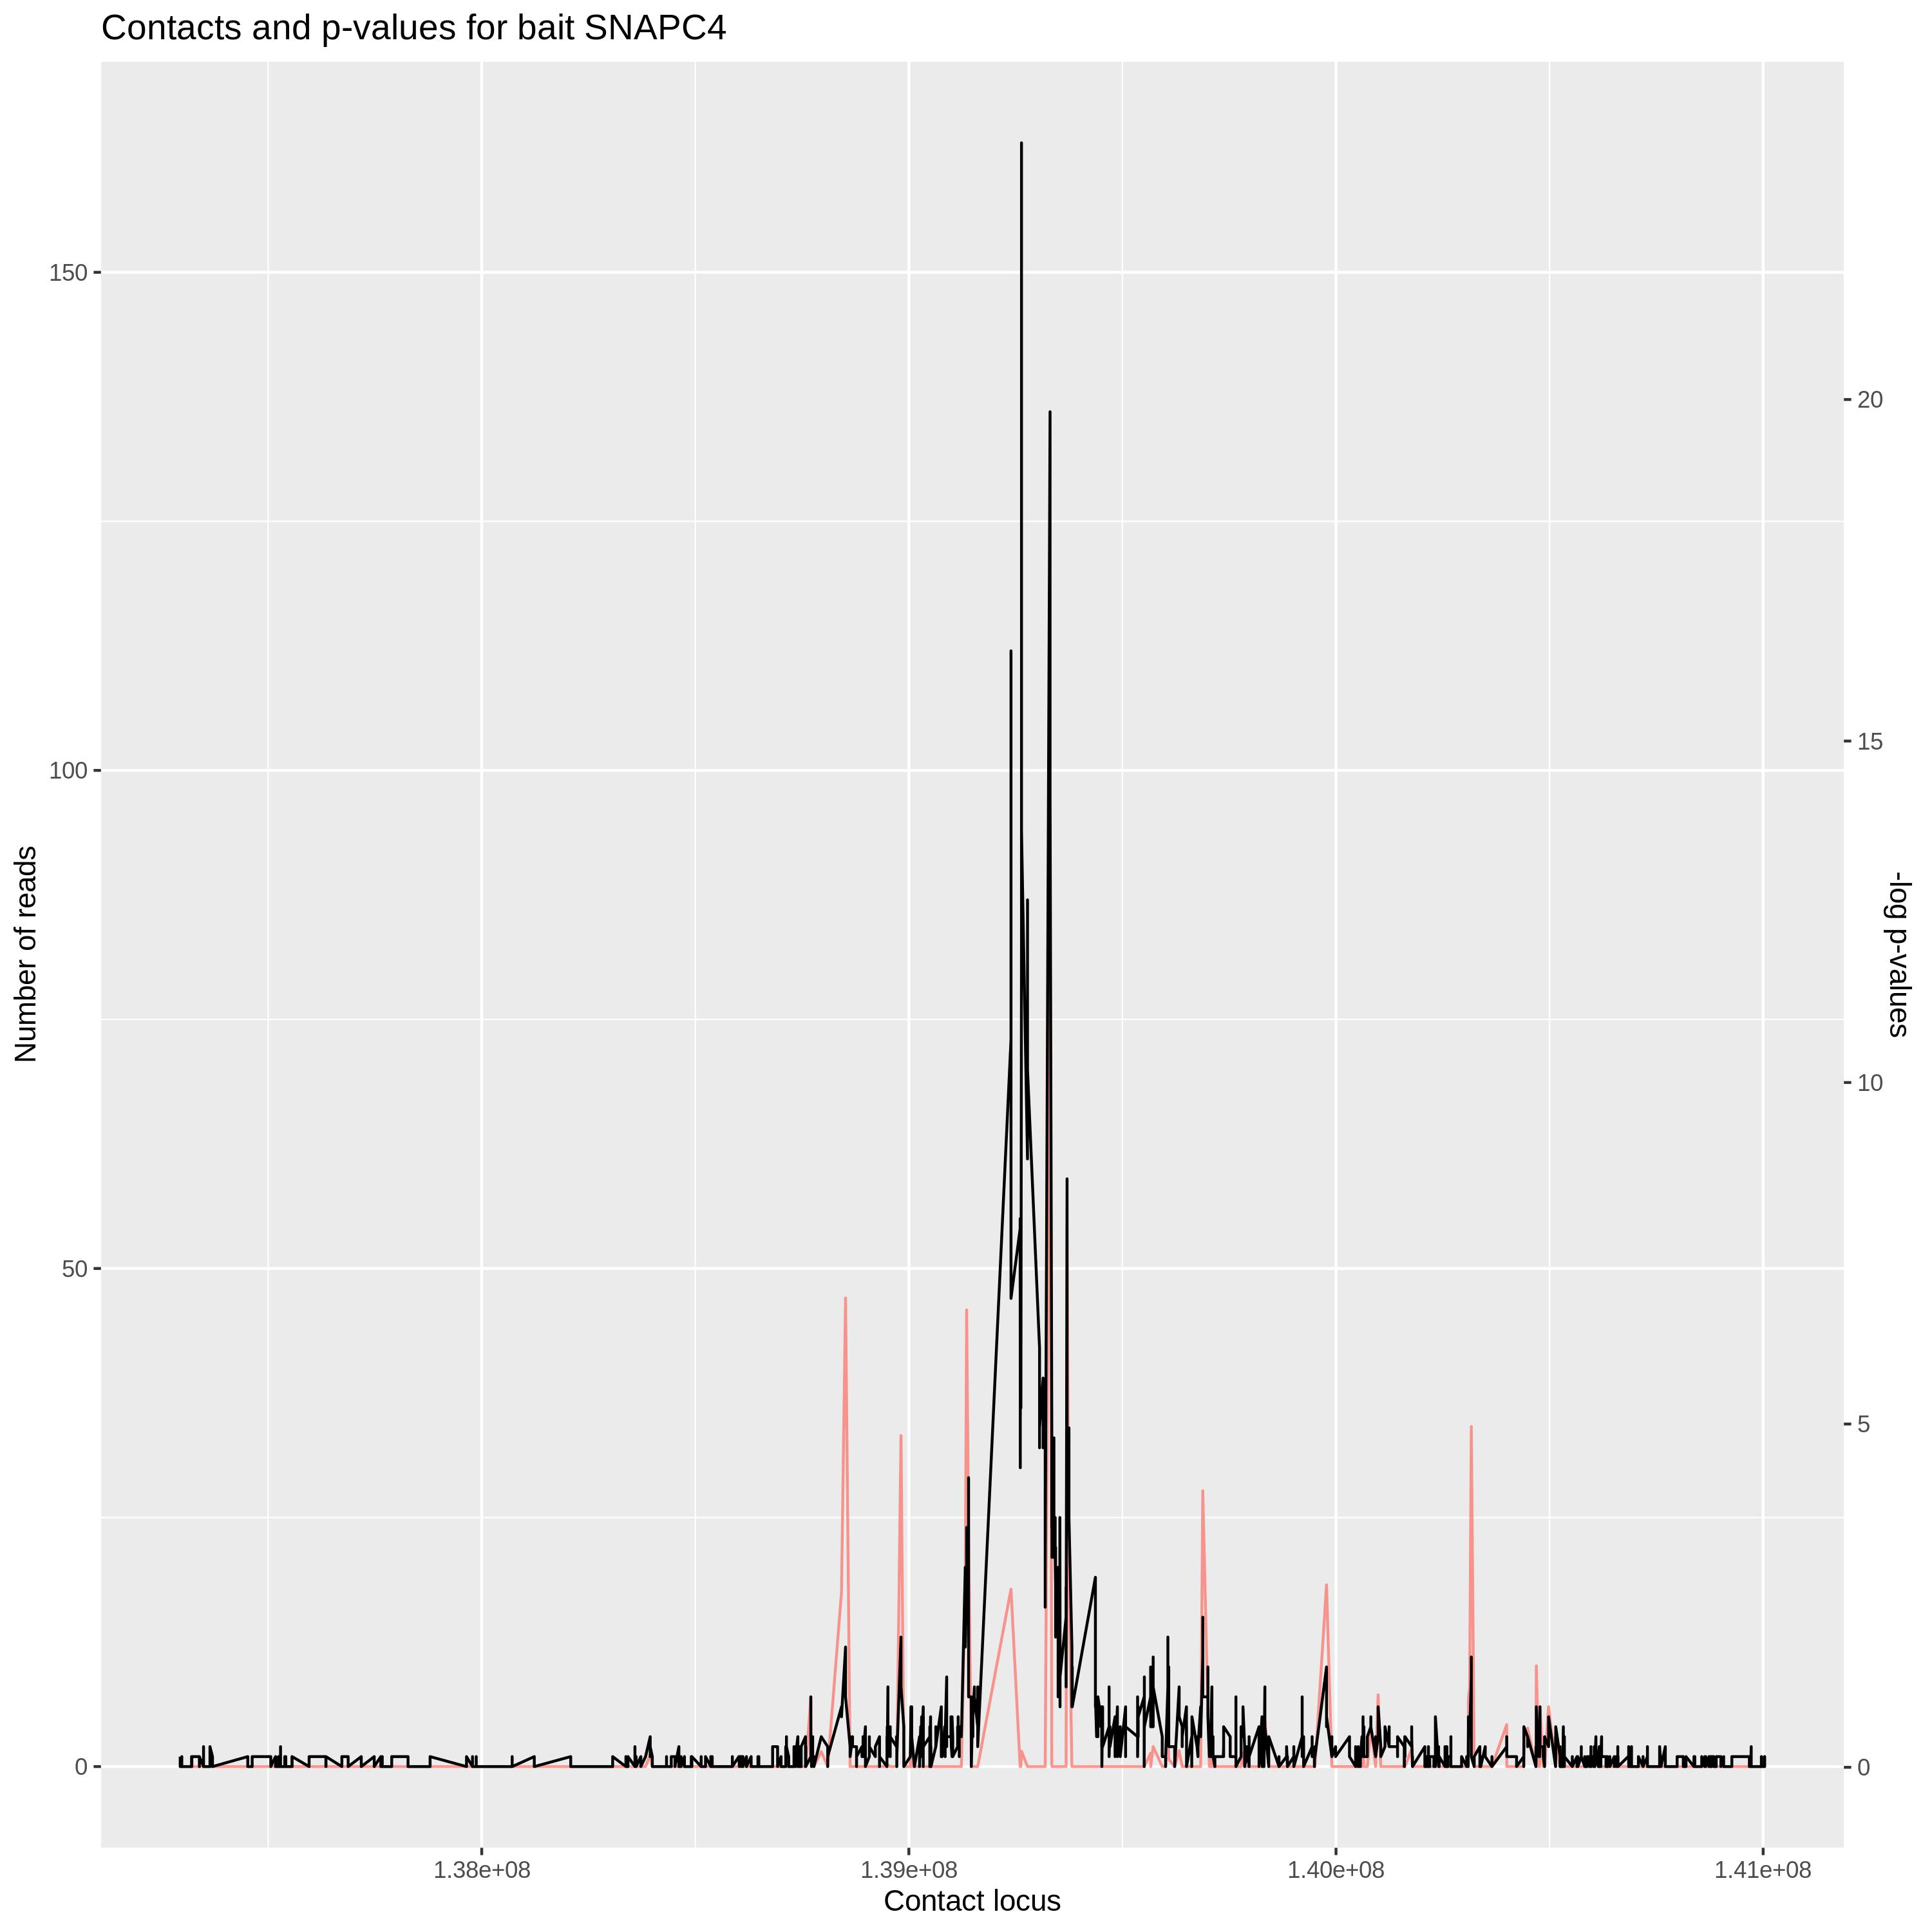 Contacts and p-values for bait SNAPC4
150
100
50
0
Number of reads
20
15
10
5
0
-log p-values
1.38e+08
1.39e+08
1.40e+08
1.41e+08
Contact locus